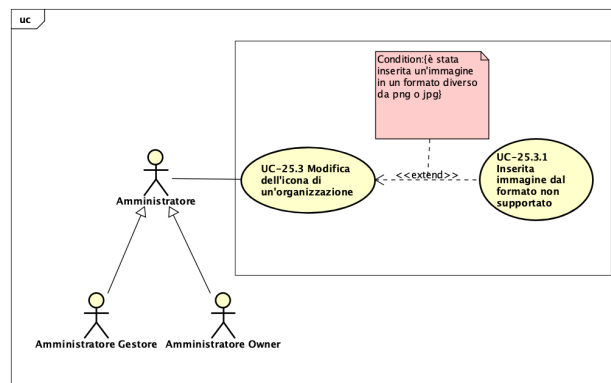 uc
Condition:{è stata
inserita un'immagine
in un formato diverso
da png o jpg}
UC-25.3 Modifica
dell'icona di
un'organizzazione
<<extend>>
UC-25.3.1
Inserita
immagine dal
formato non
supportato
Amministratore
Amministratore Gestore
Amministratore Owner